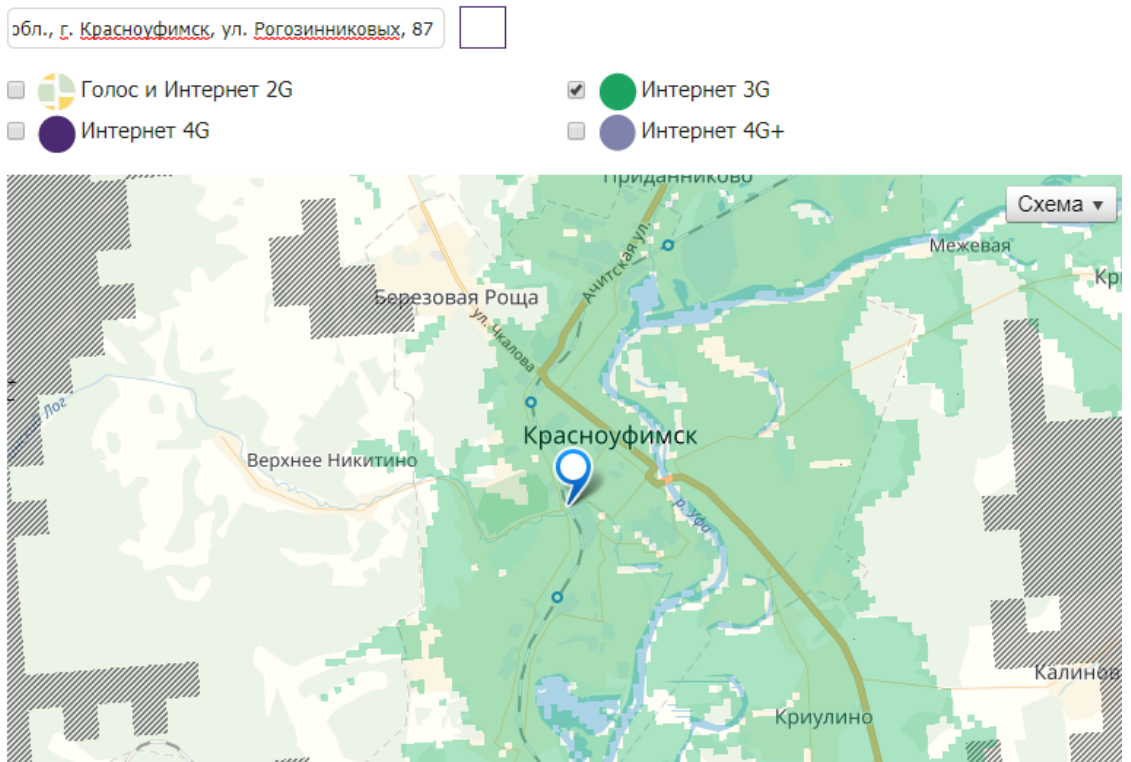 обл., г. Красноуфимск, ул. Рогозинниковых, 87
Голос и Интернет 2G
Интернет 3G
Интернет 4G
Интернет 4G+
Приданниково
Схема ▾
Ачитская ул.
Межевая
Березовая Роща
ул. Чкалова
Лог
Красноуфимск
Верхнее Никитино
р. Уфа
Криулино